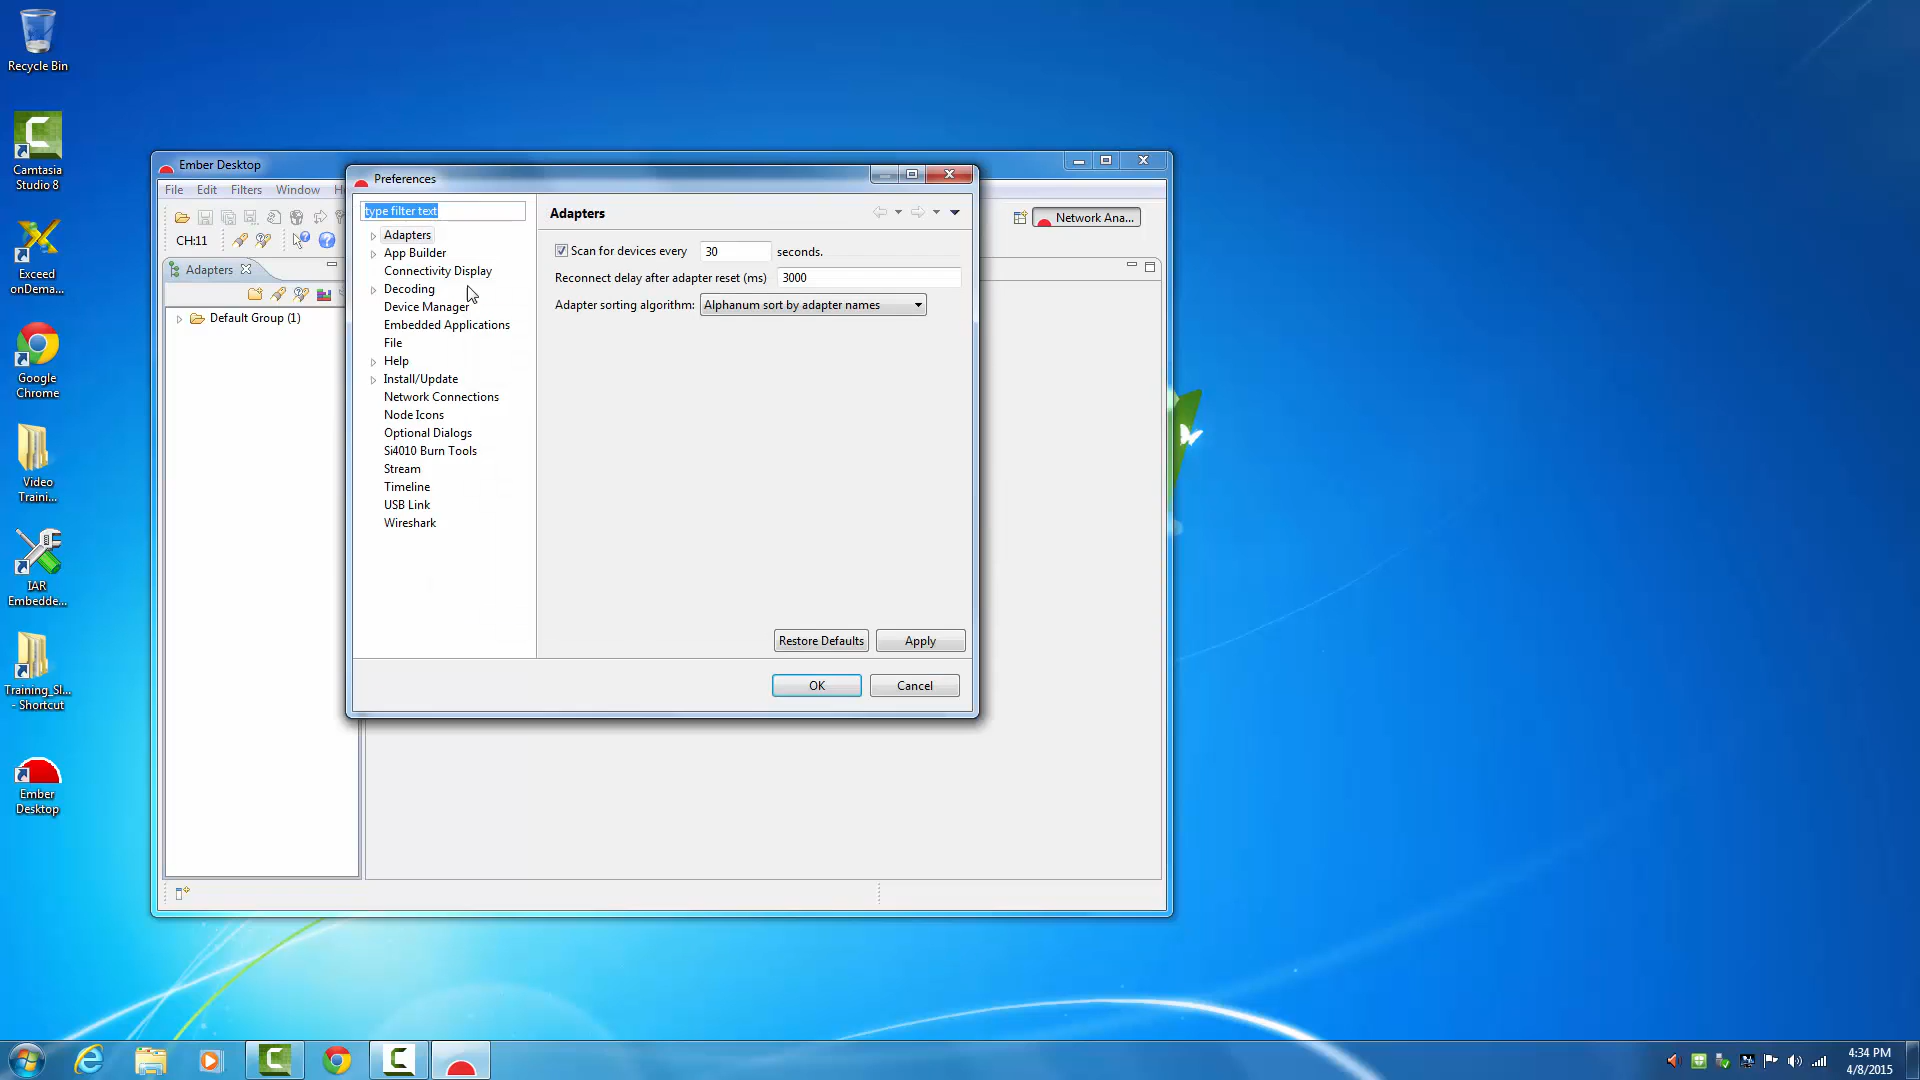 Recycle Bin
Camtasia
Studio 8
Exceed
onDema...
Google
Chrome
Video
Traini...
IAR
Embedde...
Training_Sl...
- Shortcut
Ember
Desktop
Ember Desktop
File Edit Filters Window H
CH:11
Adapters
Default Group (1)
Network Ana...
Preferences
type filter text
Adapters
App Builder
Connectivity Display
Decoding
Device Manager
Embedded Applications
File
Help
Install/Update
Network Connections
Node Icons
Optional Dialogs
Si4010 Burn Tools
Stream
Timeline
USB Link
Wireshark
Adapters
Scan for devices every 30 seconds.
Reconnect delay after adapter reset (ms) 3000
Adapter sorting algorithm: Alphanum sort by adapter names
Restore Defaults Apply
OK Cancel
4:34 PM
4/8/2015